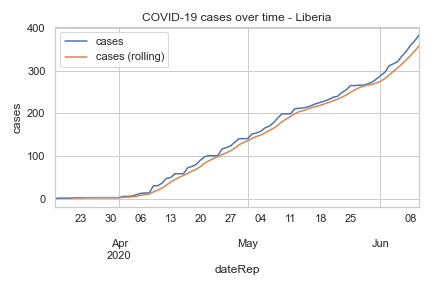 COVID-19 cases over time - Liberia
cases
cases (rolling)
cases
400
300
200
100
0
23 30 06 13 20 27 04 11 18 25 08
Apr May Jun
2020
dateRep